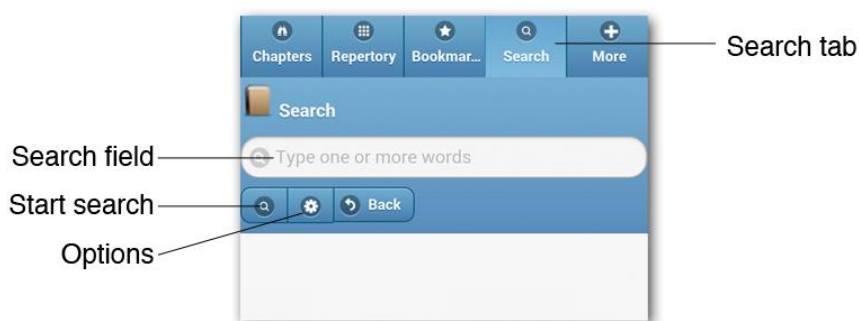 Chapters Repertory Bookmar... Search More
Search tab
Search
Search field
Type one or more words
Start search
Back
Options